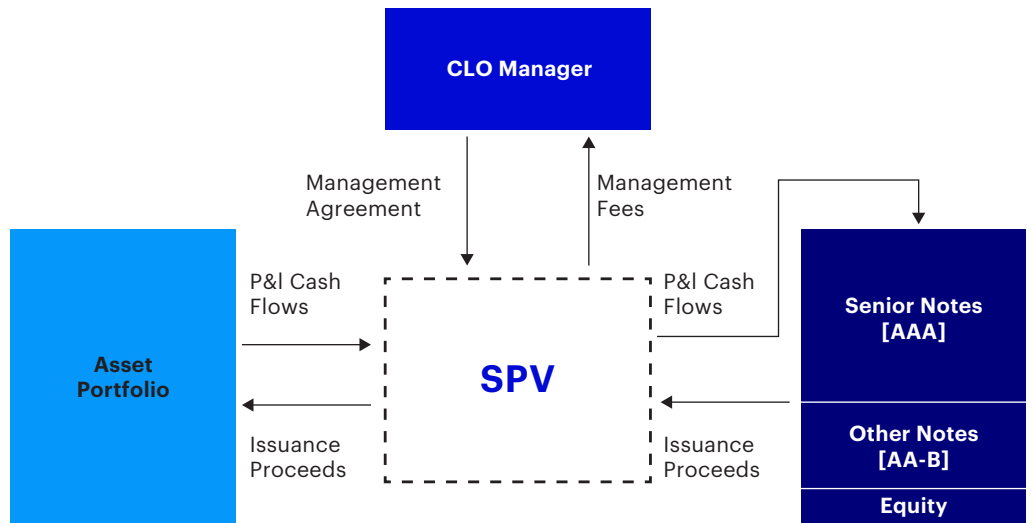 CLO Manager
Management
Agreement
Management
Fees
P&I Cash
Flows
P&I Cash
Flows
Asset
Portfolio
SPV
Senior Notes
[AAA]
Issuance
Proceeds
Issuance
Proceeds
Other Notes
[AA-B]
Equity